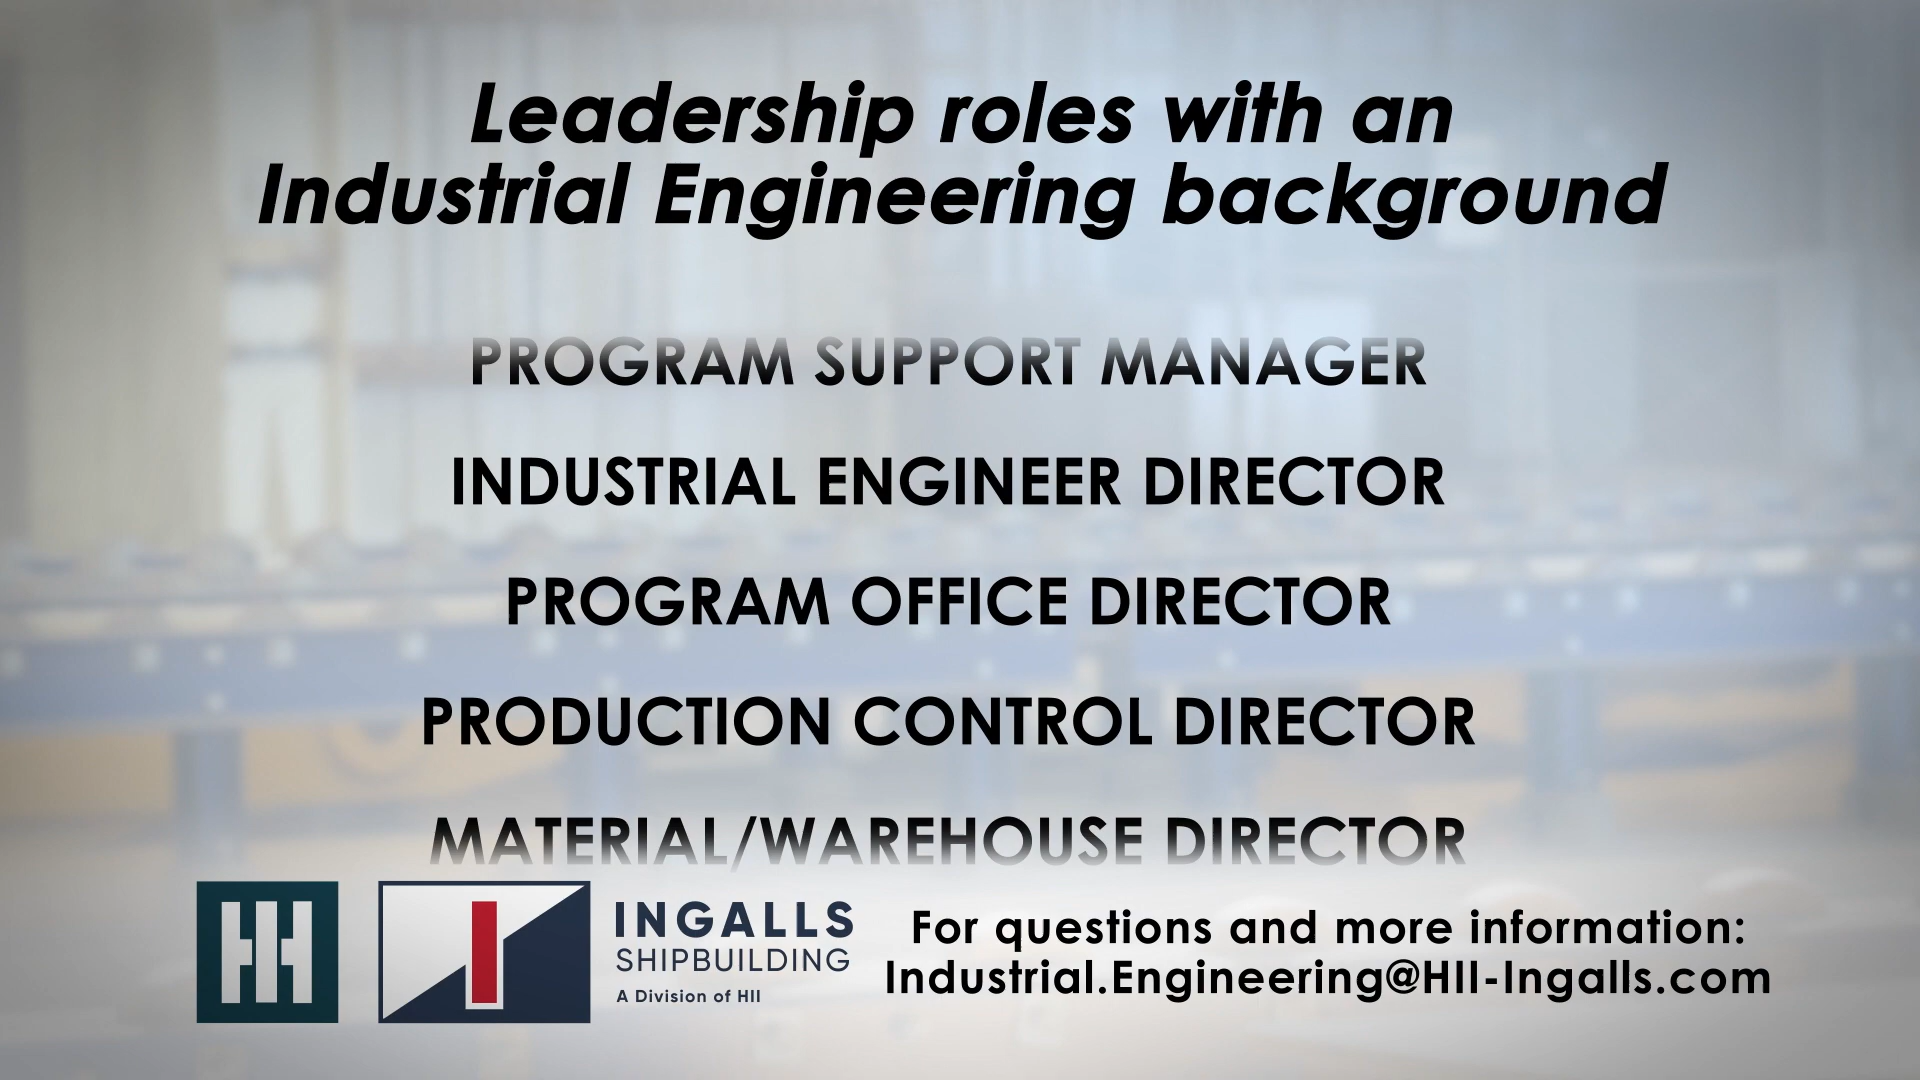 Leadership roles with an
Industrial Engineering background
PROGRAM SUPPORT MANAGER
INDUSTRIAL ENGINEER DIRECTOR
PROGRAM OFFICE DIRECTOR
PRODUCTION CONTROL DIRECTOR
MATERIAL/WAREHOUSE DIRECTOR
INGALLS
SHIPBUILDING
A Division of HII
For questions and more information:
Industrial.Engineering@HII-Ingalls.com